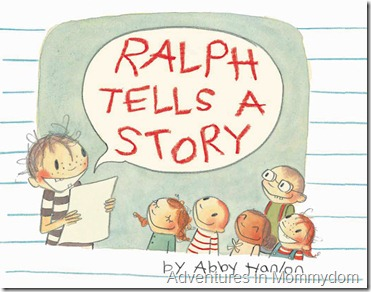 RALPH
TELLS A
STORY
by Abby Hanlon
Adventures in Mommydom